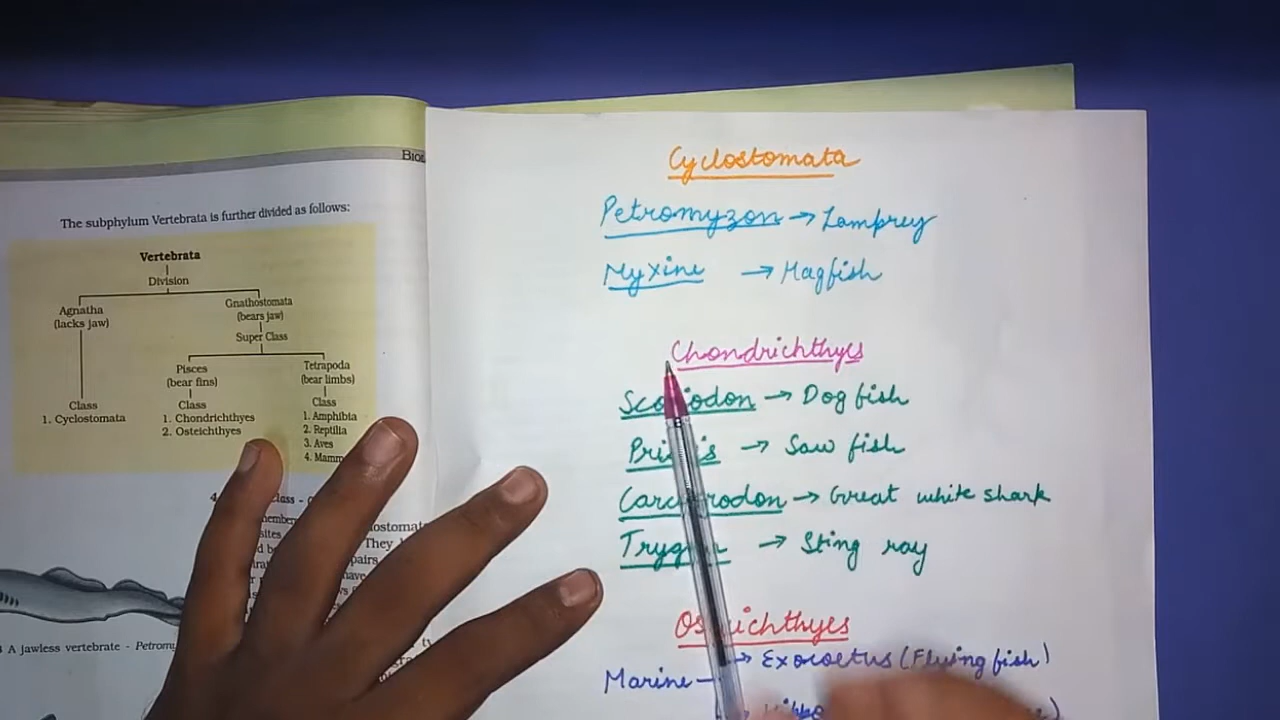 The subphylum Vertebrata is further divided as follows:
Vertebrata
Division
Agnatha
(lacks jaw)
Gnathostomata
(bears jaw)
Super Class
Pisces
(bear fins)
Tetrapoda
(bear limbs)
Class
1. Cyclostomata
Class
1. Chondrichthyes
2. Osteichthyes
Class
1. Amphibia
2. Reptilia
3. Aves
4.
A jawless vertebrate -
Cyclostomata
Petromyzon → Lamprey
Myxine → Hagfish
Chondrichthyes
→ Dog fish
→ Saw fish
→ Great white shark
→ Sting ray
Marine → Exocoetus (Flying fish)